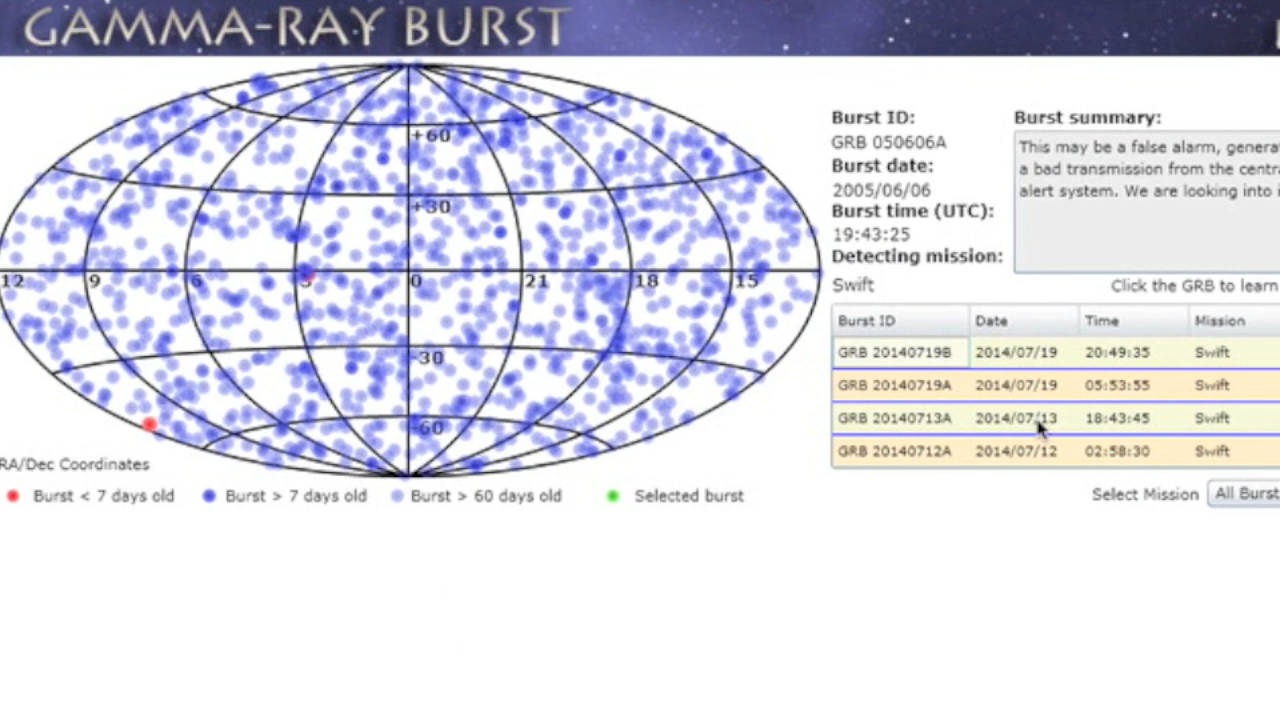 GAMMA-RAY BURST
+60
+30
12 9 6 3 0 21 18 15
-30
-60
RA/Dec Coordinates
Burst < 7 days old
Burst > 7 days old
Burst > 60 days old
Selected burst
Burst ID:
GRB 050606A
Burst date:
2005/06/06
Burst time (UTC):
19:43:25
Detecting mission:
Swift
Burst summary:
This may be a false alarm, genera
a bad transmission from the centr
alert system. We are looking into i
Click the GRB to learn
Burst ID Date Time Mission
GRB 20140719B 2014/07/19 20:49:35 Swift
GRB 20140719A 2014/07/19 05:53:55 Swift
GRB 20140713A 2014/07/13 18:43:45 Swift
GRB 20140712A 2014/07/12 02:58:30 Swift
Select Mission All Burst